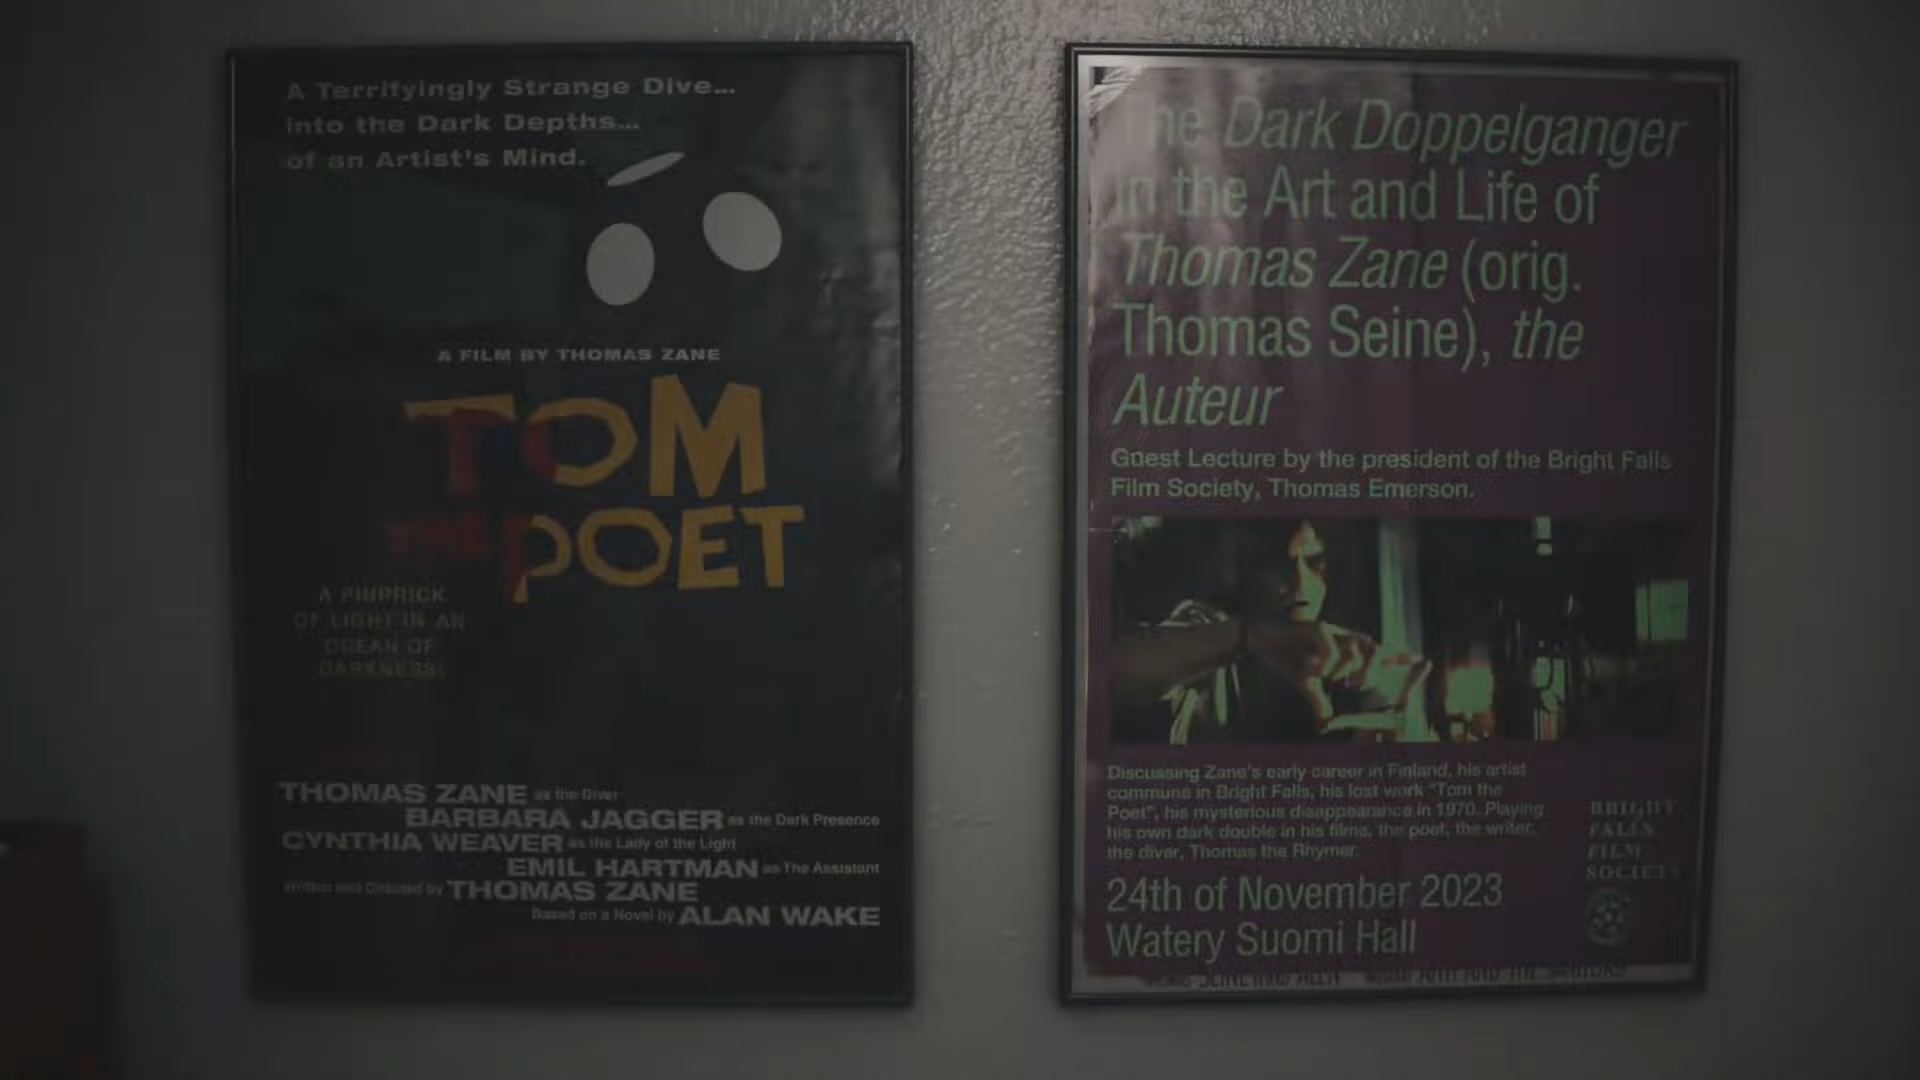 A Terrifyingly Strange Dive...
into the Dark Depths...
of an Artist's Mind.
A FILM BY THOMAS ZANE
TOM
THE POET
A PINPRICK
OF LIGHT IN AN
OCEAN OF
DARKNESS!
THOMAS ZANE as the Diver
BARBARA JAGGER as the Dark Presence
CYNTHIA WEAVER as the Lady of the Light
EMIL HARTMAN as The Assistant
Written and Directed by THOMAS ZANE
Based on a Novel by ALAN WAKE
The Dark Doppelganger
in the Art and Life of
Thomas Zane (orig.
Thomas Seine), the
Auteur
Guest Lecture by the president of the Bright Falls
Film Society, Thomas Emerson.
Discussing Zane's early career in Finland, his artist
commune in Bright Falls, his lost work "Tom the
Poet", his mysterious disappearance in 1970. Playing
his own dark double in his films, the poet, the writer,
the diver, Thomas the Rhymer.
24th of November 2023
Watery Suomi Hall
BRIGHT
FALLS
FILM
SOCIETY